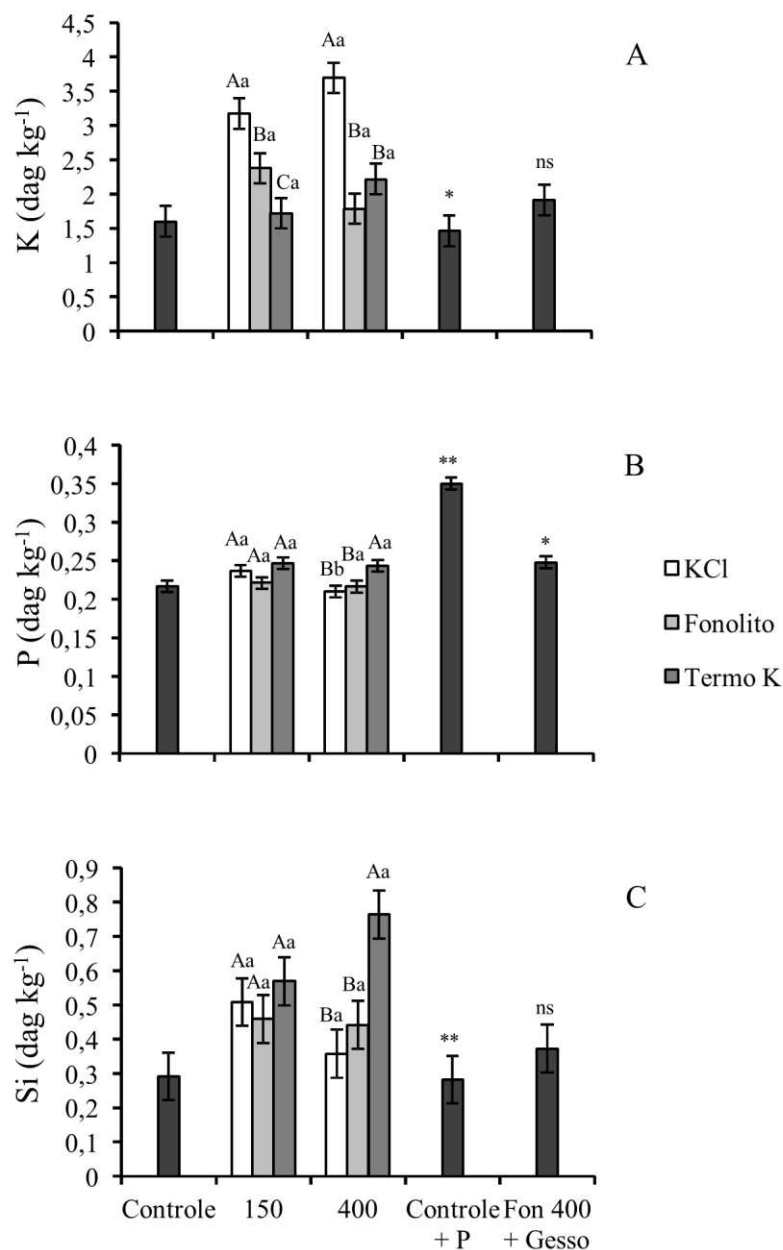 A
K (dag kg⁻¹)
4,5
4
3,5
3
2,5
2
1,5
1
0,5
0
Aa
Ba
Ca
Aa
Ba
Ba
*
ns
B
P (dag kg⁻¹)
0,4
0,35
0,3
0,25
0,2
0,15
0,1
0,05
0
Aa
Aa
Aa
Bb
Ba
Aa
**
*
KCl
Fonolito
Termo K
C
Si (dag kg⁻¹)
0,9
0,8
0,7
0,6
0,5
0,4
0,3
0,2
0,1
0
Aa
Aa
Aa
Ba
Ba
Aa
**
ns
Controle
150
400
Controle
+ P
Fon 400
+ Gesso